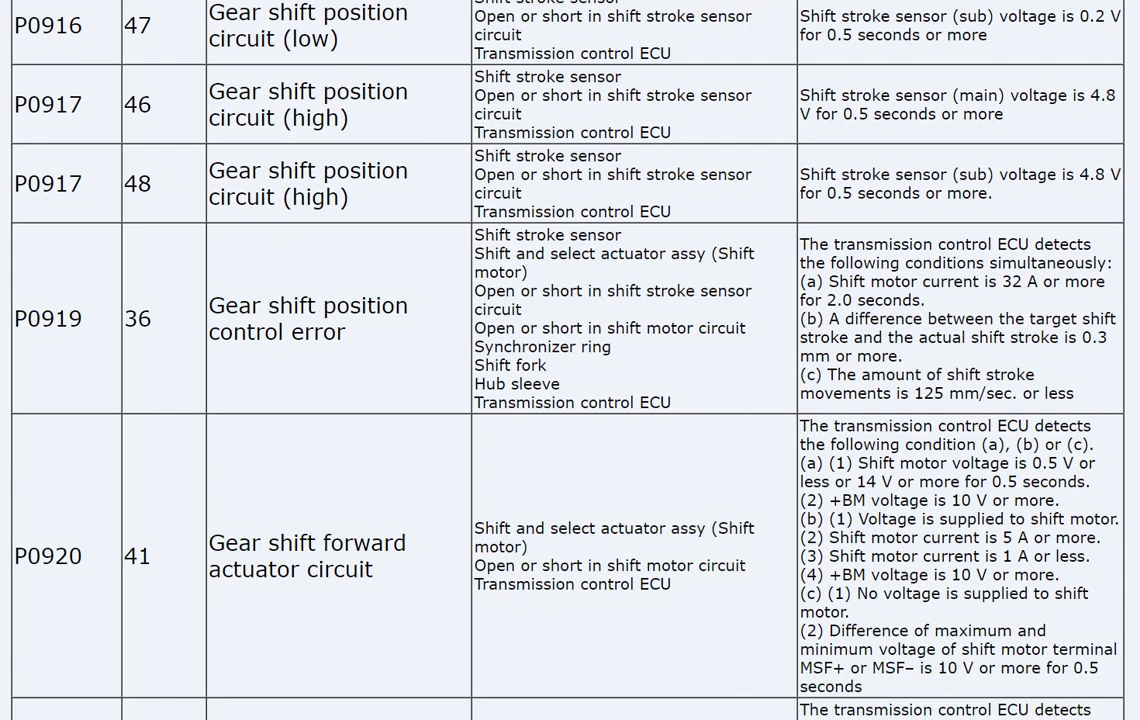 P0916
47
Gear shift position
circuit (low)
Shift stroke sensor
Open or short in shift stroke sensor
circuit
Transmission control ECU
Shift stroke sensor (sub) voltage is 0.2 V
for 0.5 seconds or more
P0917
46
Gear shift position
circuit (high)
Shift stroke sensor
Open or short in shift stroke sensor
circuit
Transmission control ECU
Shift stroke sensor (main) voltage is 4.8
V for 0.5 seconds or more
P0917
48
Gear shift position
circuit (high)
Shift stroke sensor
Open or short in shift stroke sensor
circuit
Transmission control ECU
Shift stroke sensor (sub) voltage is 4.8 V
for 0.5 seconds or more.
P0919
36
Gear shift position
control error
Shift stroke sensor
Shift and select actuator assy (Shift
motor)
Open or short in shift stroke sensor
circuit
Open or short in shift motor circuit
Synchronizer ring
Shift fork
Hub sleeve
Transmission control ECU
The transmission control ECU detects
the following conditions simultaneously:
(a) Shift motor current is 32 A or more
for 2.0 seconds.
(b) A difference between the target shift
stroke and the actual shift stroke is 0.3
mm or more.
(c) The amount of shift stroke
movements is 125 mm/sec. or less
P0920
41
Gear shift forward
actuator circuit
Shift and select actuator assy (Shift
motor)
Open or short in shift motor circuit
Transmission control ECU
The transmission control ECU detects
the following condition (a), (b) or (c).
(a) (1) Shift motor voltage is 0.5 V or
less or 14 V or more for 0.5 seconds.
(2) +BM voltage is 10 V or more.
(b) (1) Voltage is supplied to shift motor.
(2) Shift motor current is 5 A or more.
(3) Shift motor current is 1 A or less.
(4) +BM voltage is 10 V or more.
(c) (1) No voltage is supplied to shift
motor.
(2) Difference of maximum and
minimum voltage of shift motor terminal
MSF+ or MSF– is 10 V or more for 0.5
seconds
The transmission control ECU detects